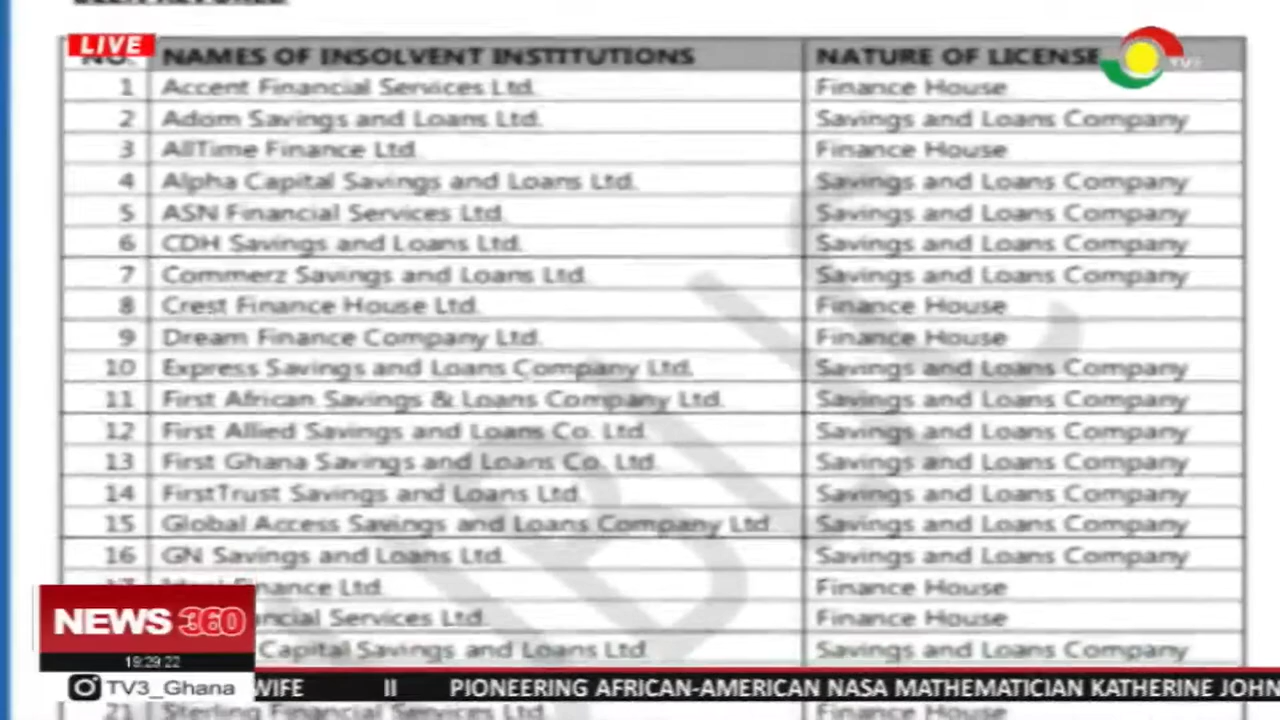 LIVE
NO. NAMES OF INSOLVENT INSTITUTIONS NATURE OF LICENSE
TV3
1 Accent Financial Services Ltd. Finance House
2 Adom Savings and Loans Ltd. Savings and Loans Company
3 AllTime Finance Ltd. Finance House
4 Alpha Capital Savings and Loans Ltd. Savings and Loans Company
5 ASN Financial Services Ltd. Savings and Loans Company
6 CDH Savings and Loans Ltd. Savings and Loans Company
7 Commerz Savings and Loans Ltd. Savings and Loans Company
8 Crest Finance House Ltd. Finance House
9 Dream Finance Company Ltd. Finance House
10 Express Savings and Loans Company Ltd. Savings and Loans Company
11 First African Savings & Loans Company Ltd. Savings and Loans Company
12 First Allied Savings and Loans Co. Ltd. Savings and Loans Company
13 First Ghana Savings and Loans Co. Ltd. Savings and Loans Company
14 FirstTrust Savings and Loans Ltd. Savings and Loans Company
15 Global Access Savings and Loans Company Ltd. Savings and Loans Company
16 GN Savings and Loans Ltd. Savings and Loans Company
Ltd. Finance House
Services Ltd. Finance House
Capital Savings and Loans Ltd. Savings and Loans Company
NEWS 360
19:29:22
TV3_Ghana WIFE II PIONEERING AFRICAN-AMERICAN NASA MATHEMATICIAN KATHERINE JOHN
21 Sterling Financial Services Ltd. Finance House